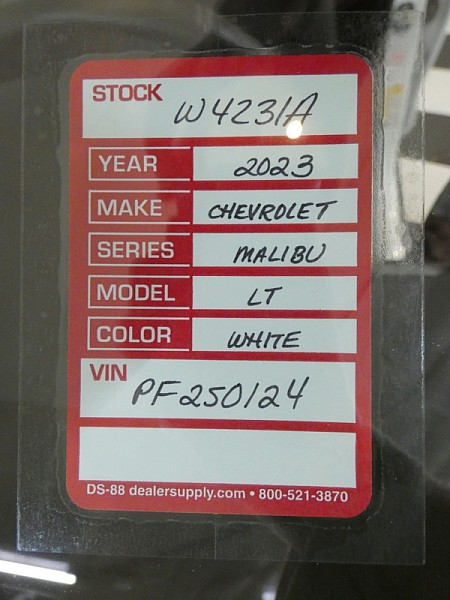 STOCK W4231A
YEAR 2023
MAKE CHEVROLET
SERIES MALIBU
MODEL LT
COLOR WHITE
VIN PF250124
DS-88 dealersupply.com • 800-521-3870